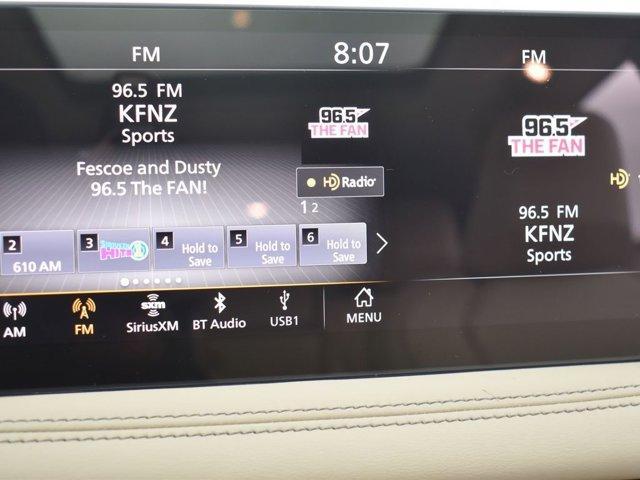 FM
8:07
FM
96.5 FM
KFNZ
Sports
Fescoe and Dusty
96.5 The FAN!
96.5
THE FAN
HD Radio
1 2
96.5
THE FAN
HD
96.5 FM
KFNZ
Sports
2
610 AM
3
4
Hold to
Save
5
Hold to
Save
6
Hold to
Save
AM
FM
sxm
SiriusXM
BT Audio
USB1
MENU